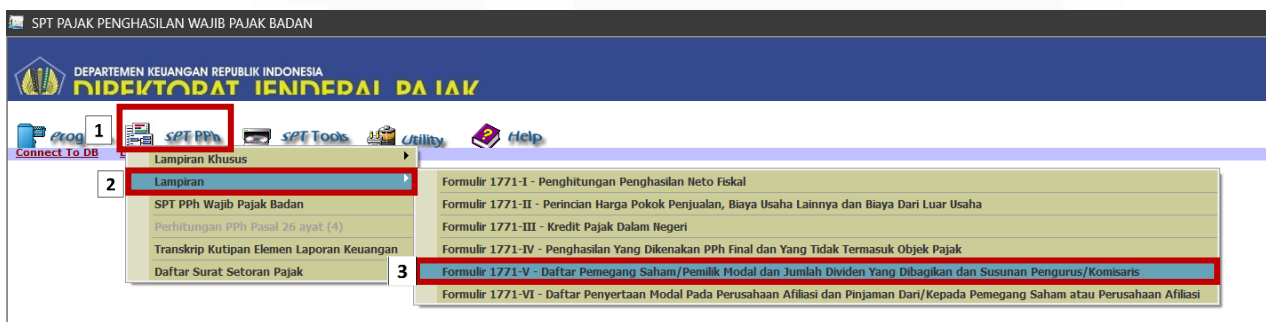 SPT PAJAK PENGHASILAN WAJIB PAJAK BADAN
DEPARTEMEN KEUANGAN REPUBLIK INDONESIA
DIREKTORAT JENDERAL PAJAK
1 SPT PPh SPT Tools Utility Help
Connect To DB
Lampiran Khusus
2 Lampiran
SPT PPh Wajib Pajak Badan
Perhitungan PPh Pasal 26 ayat (4)
Transkrip Kutipan Elemen Laporan Keuangan
Daftar Surat Setoran Pajak
Formulir 1771-I - Penghitungan Penghasilan Neto Fiskal
Formulir 1771-II - Perincian Harga Pokok Penjualan, Biaya Usaha Lainnya dan Biaya Dari Luar Usaha
Formulir 1771-III - Kredit Pajak Dalam Negeri
Formulir 1771-IV - Penghasilan Yang Dikenakan PPh Final dan Yang Tidak Termasuk Objek Pajak
3 Formulir 1771-V - Daftar Pemegang Saham/Pemilik Modal dan Jumlah Dividen Yang Dibagikan dan Susunan Pengurus/Komisaris
Formulir 1771-VI - Daftar Penyertaan Modal Pada Perusahaan Afiliasi dan Pinjaman Dari/Kepada Pemegang Saham atau Perusahaan Afiliasi